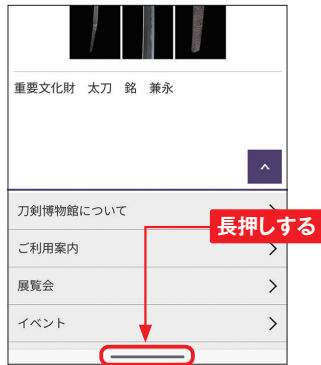 重要文化財　太刀　銘　兼永
刀剣博物館について
長押しする
ご利用案内
展覧会
イベント